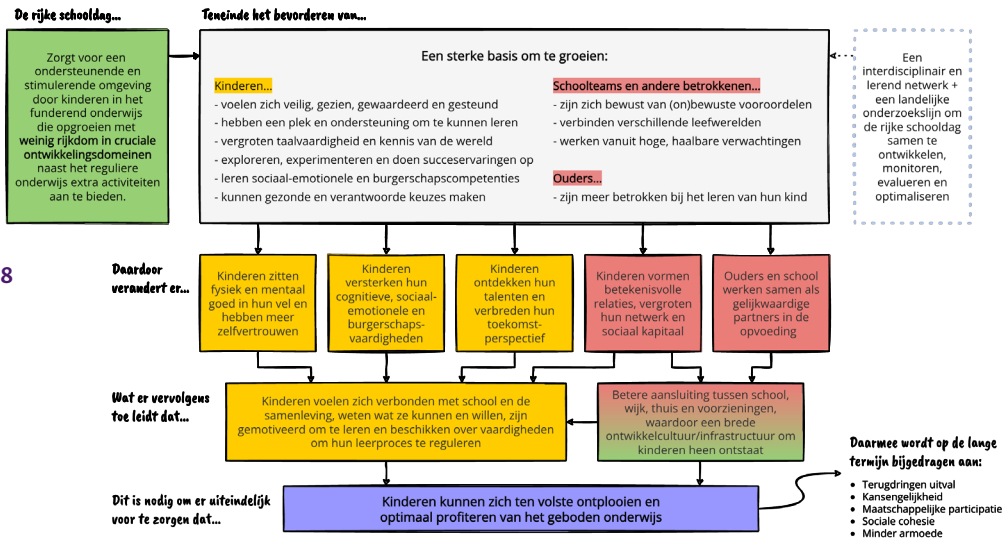 De rijke schooldag...
Teneinde het bevorderen van...
Zorgt voor een
ondersteunende en
stimulerende omgeving
door kinderen in het
funderend onderwijs
die opgroeien met
weinig rijkdom in cruciale
ontwikkelingsdomeinen
naast het reguliere
onderwijs extra activiteiten
aan te bieden.
Een sterke basis om te groeien:
Kinderen...
- voelen zich veilig, gezien, gewaardeerd en gesteund
- hebben een plek en ondersteuning om te kunnen leren
- vergroten taalvaardigheid en kennis van de wereld
- exploreren, experimenteren en doen succeservaringen op
- leren sociaal-emotionele en burgerschapscompetenties
- kunnen gezonde en verantwoorde keuzes maken
Schoolteams en andere betrokkenen...
- zijn zich bewust van (on)bewuste vooroordelen
- verbinden verschillende leefwerelden
- werken vanuit hoge, haalbare verwachtingen
Ouders...
- zijn meer betrokken bij het leren van hun kind
Een
interdisciplinair en
lerend netwerk +
een landelijke
onderzoekslijn om
de rijke schooldag
samen te
ontwikkelen,
monitoren,
evalueren en
optimaliseren
8
Daardoor
verandert er...
Kinderen zitten
fysiek en mentaal
goed in hun vel en
hebben meer
zelfvertrouwen
Kinderen
versterken hun
cognitieve, sociaal-
emotionele en
burgerschaps-
vaardigheden
Kinderen
ontdekken hun
talenten en
verbreden hun
toekomst-
perspectief
Kinderen vormen
betekenisvolle
relaties, vergroten
hun netwerk en
sociaal kapitaal
Ouders en school
werken samen als
gelijkwaardige
partners in de
opvoeding
Wat er vervolgens
toe leidt dat...
Kinderen voelen zich verbonden met school en de
samenleving, weten wat ze kunnen en willen, zijn
gemotiveerd om te leren en beschikken over vaardigheden
om hun leerproces te reguleren
Betere aansluiting tussen school,
wijk, thuis en voorzieningen,
waardoor een brede
ontwikkelcultuur/infrastructuur om
kinderen heen ontstaat
Dit is nodig om er uiteindelijk
voor te zorgen dat...
Kinderen kunnen zich ten volste ontplooien en
optimaal profiteren van het geboden onderwijs
Daarmee wordt op de lange
termijn bijgedragen aan:
• Terugdringen uitval
• Kansengelijkheid
• Maatschappelijke participatie
• Sociale cohesie
• Minder armoede